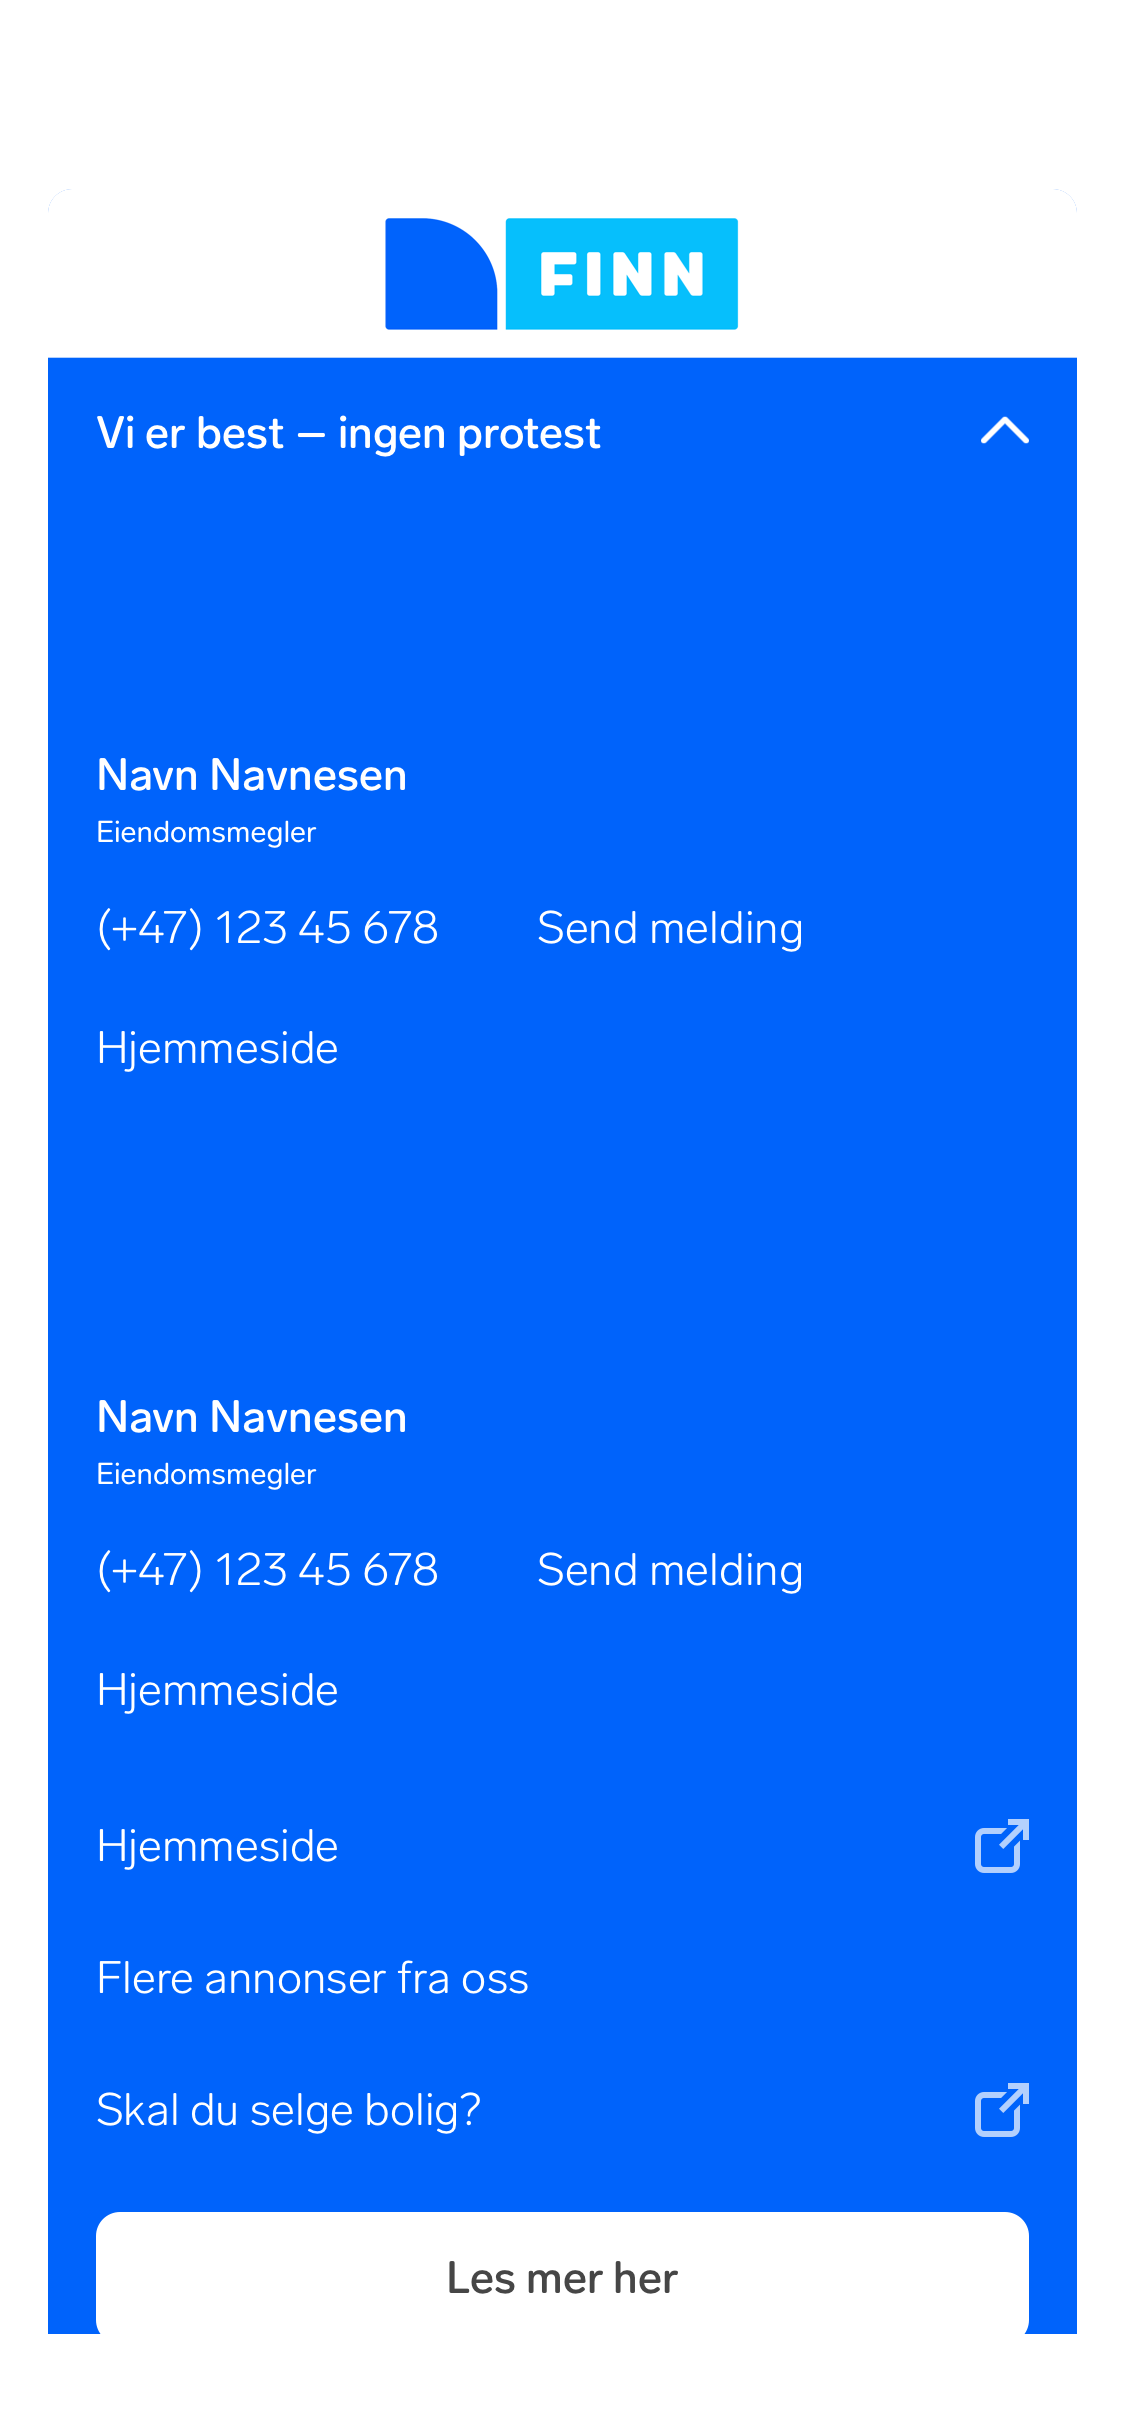 FINN
Vi er best – ingen protest
Navn Navnesen
Eiendomsmegler
(+47) 123 45 678 Send melding
Hjemmeside
Navn Navnesen
Eiendomsmegler
(+47) 123 45 678 Send melding
Hjemmeside
Hjemmeside
Flere annonser fra oss
Skal du selge bolig?
Les mer her